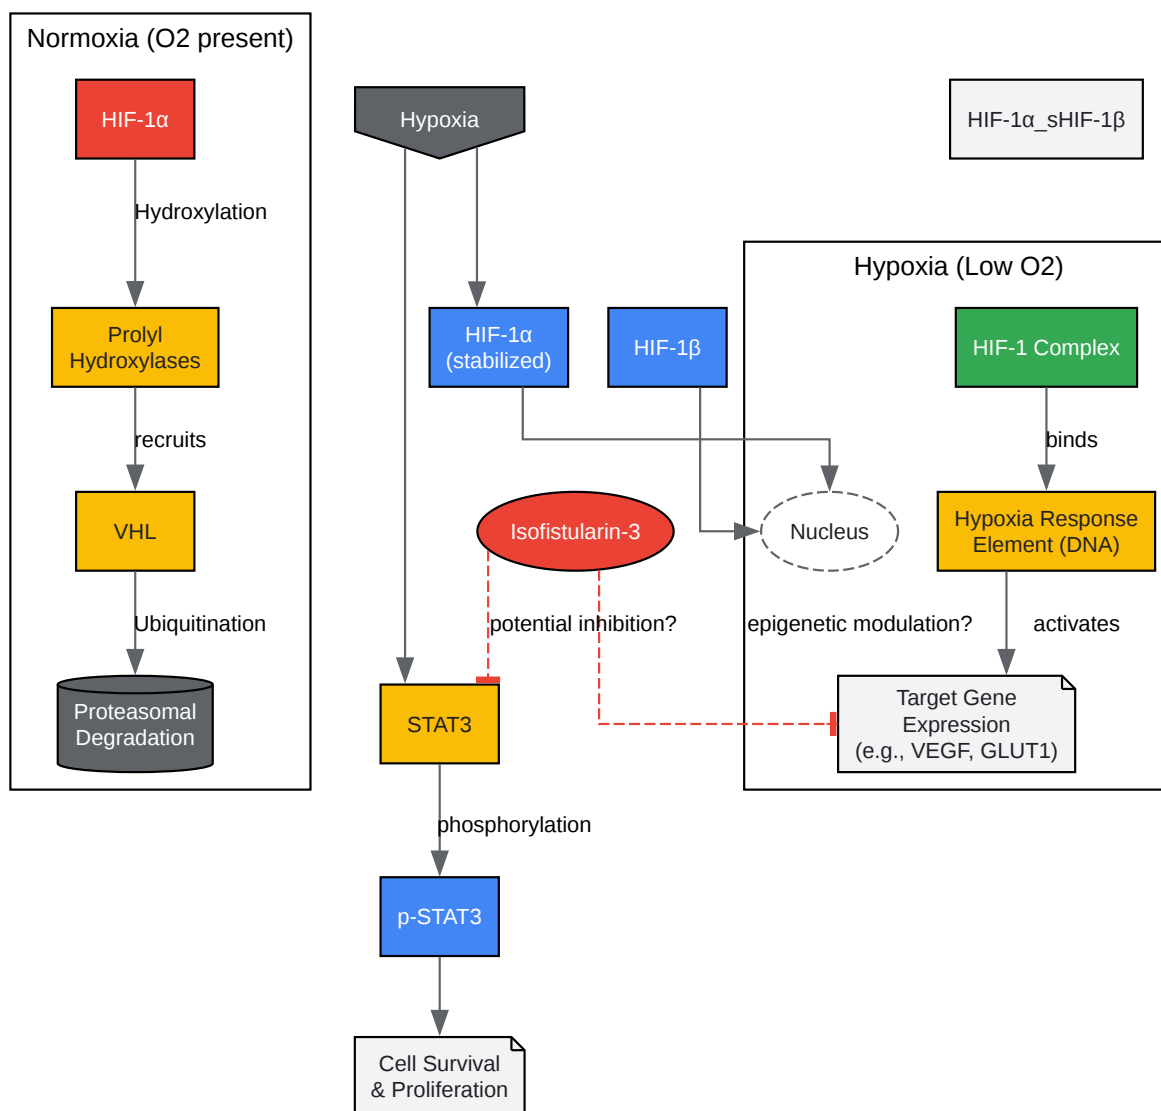 Normoxia (O2 present)
HIF-1α
Hypoxia
HIF-1α_sHIF-1β
Hydroxylation
Hypoxia (Low O2)
Prolyl
Hydroxylases
HIF-1α
(stabilized)
HIF-1β
HIF-1 Complex
recruits
binds
VHL
Isofistularin-3
Nucleus
Hypoxia Response
Element (DNA)
Ubiquitination
potential inhibition?
epigenetic modulation?
activates
Proteasomal
Degradation
STAT3
Target Gene
Expression
(e.g., VEGF, GLUT1)
phosphorylation
p-STAT3
Cell Survival
& Proliferation